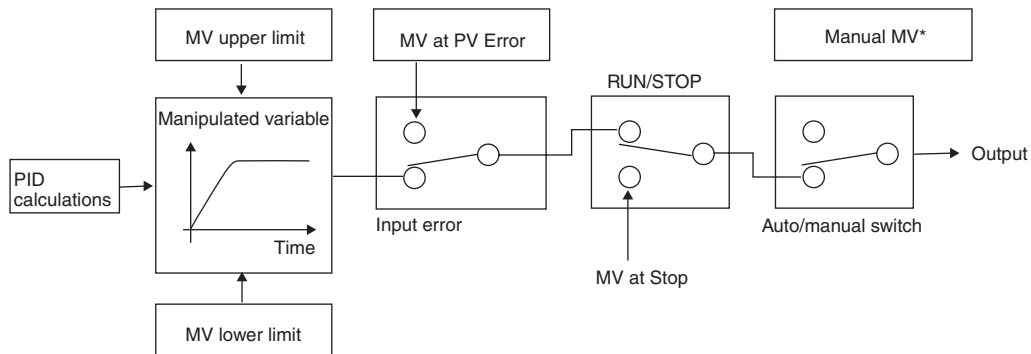 MV upper limit
MV at PV Error
Manual MV*
RUN/STOP
Manipulated variable
PID
calculations
Time
Input error
Auto/manual switch
Output
MV at Stop
MV lower limit